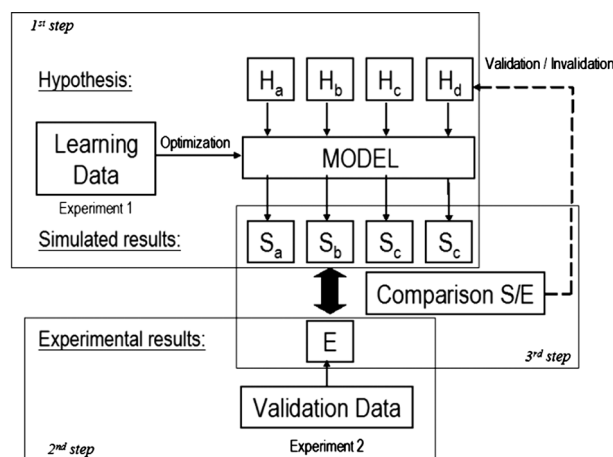 1st step
Validation / Invalidation
Hypothesis:
Ha
Hb
Hc
Hd
Learning
Data
Optimization
MODEL
Experiment 1
Simulated results:
Sa
Sb
Sc
Sc
Comparison S/E
Experimental results:
E
3rd step
Validation Data
2nd step
Experiment 2